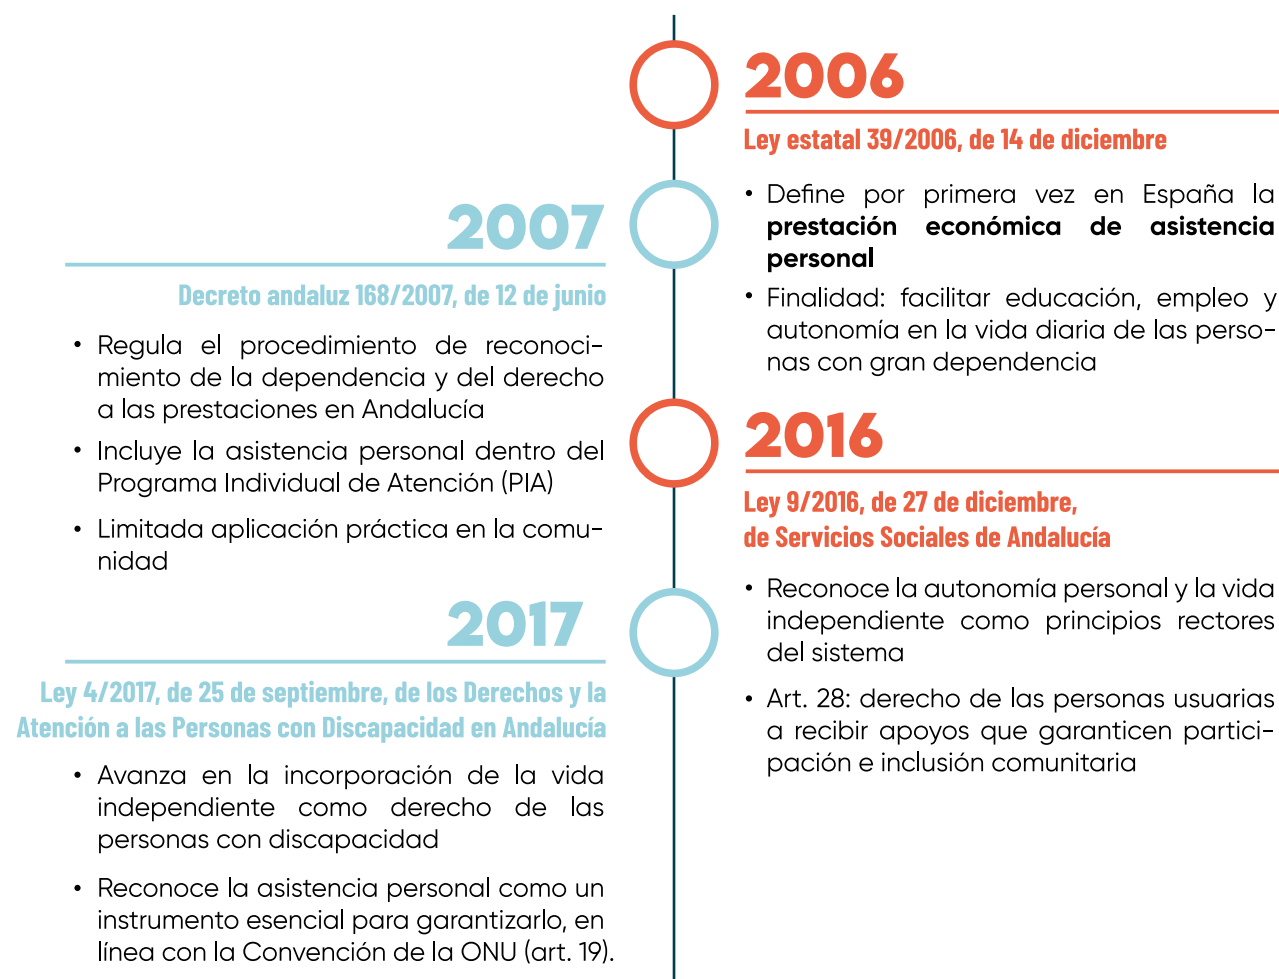 2006
Ley estatal 39/2006, de 14 de diciembre
• Define por primera vez en España la
prestación económica de asistencia
personal
• Finalidad: facilitar educación, empleo y
autonomía en la vida diaria de las perso-
nas con gran dependencia
2007
Decreto andaluz 168/2007, de 12 de junio
• Regula el procedimiento de reconoci-
miento de la dependencia y del derecho
a las prestaciones en Andalucía
• Incluye la asistencia personal dentro del
Programa Individual de Atención (PIA)
• Limitada aplicación práctica en la comu-
nidad
2016
Ley 9/2016, de 27 de diciembre,
de Servicios Sociales de Andalucía
• Reconoce la autonomía personal y la vida
independiente como principios rectores
del sistema
• Art. 28: derecho de las personas usuarias
a recibir apoyos que garanticen partici-
pación e inclusión comunitaria
2017
Ley 4/2017, de 25 de septiembre, de los Derechos y la
Atención a las Personas con Discapacidad en Andalucía
• Avanza en la incorporación de la vida
independiente como derecho de las
personas con discapacidad
• Reconoce la asistencia personal como un
instrumento esencial para garantizarlo, en
línea con la Convención de la ONU (art. 19).